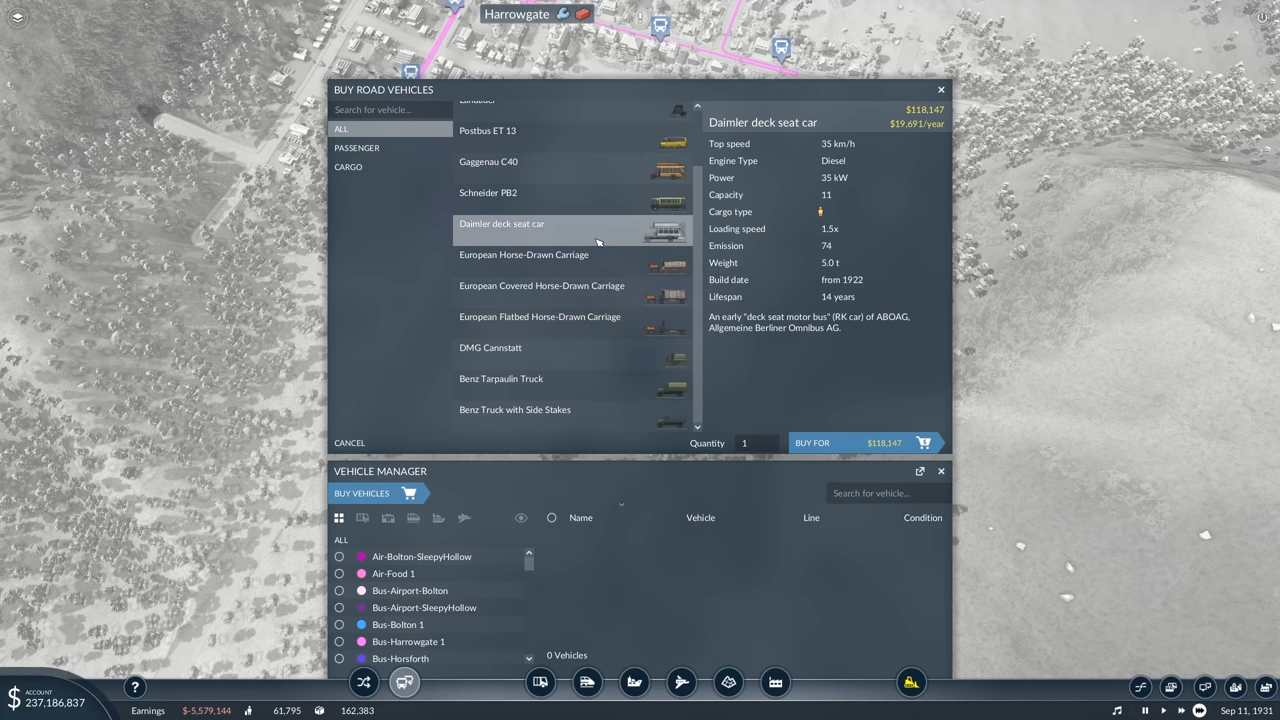 Harrowgate
BUY ROAD VEHICLES
Search for vehicle...
ALL
PASSENGER
CARGO
Landauer
Postbus ET 13
Gaggenau C40
Schneider PB2
Daimler deck seat car
European Horse-Drawn Carriage
European Covered Horse-Drawn Carriage
European Flatbed Horse-Drawn Carriage
DMG Cannstatt
Benz Tarpaulin Truck
Benz Truck with Side Stakes
$118,147
Daimler deck seat car
$19,691/year
Top speed 35 km/h
Engine Type Diesel
Power 35 kW
Capacity 11
Cargo type
Loading speed 1.5x
Emission 74
Weight 5.0 t
Build date from 1922
Lifespan 14 years
An early "deck seat motor bus" (RK car) of ABOAG,
Allgemeine Berliner Omnibus AG.
CANCEL
Quantity 1
BUY FOR $118,147
VEHICLE MANAGER
BUY VEHICLES
Search for vehicle...
Name Vehicle Line Condition
ALL
Air-Bolton-SleepyHollow
Air-Food 1
Bus-Airport-Bolton
Bus-Airport-SleepyHollow
Bus-Bolton 1
Bus-Harrowgate 1
Bus-Horsforth
0 Vehicles
$ ACCOUNT
237,186,837
?
Earnings $-5,579,144 61,795 162,383
Sep 11, 1931